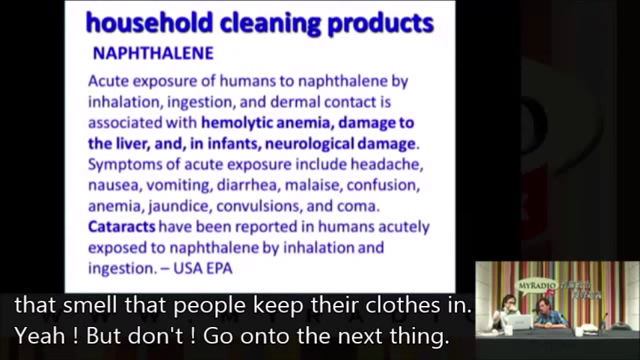 household cleaning products
NAPHTHALENE
Acute exposure of humans to naphthalene by
inhalation, ingestion, and dermal contact is
associated with hemolytic anemia, damage to
the liver, and, in infants, neurological damage.
Symptoms of acute exposure include headache,
nausea, vomiting, diarrhea, malaise, confusion,
anemia, jaundice, convulsions, and coma.
Cataracts have been reported in humans acutely
exposed to naphthalene by inhalation and
ingestion. – USA EPA
MYRADIO
that smell that people keep their clothes in.
Yeah ! But don't ! Go onto the next thing.